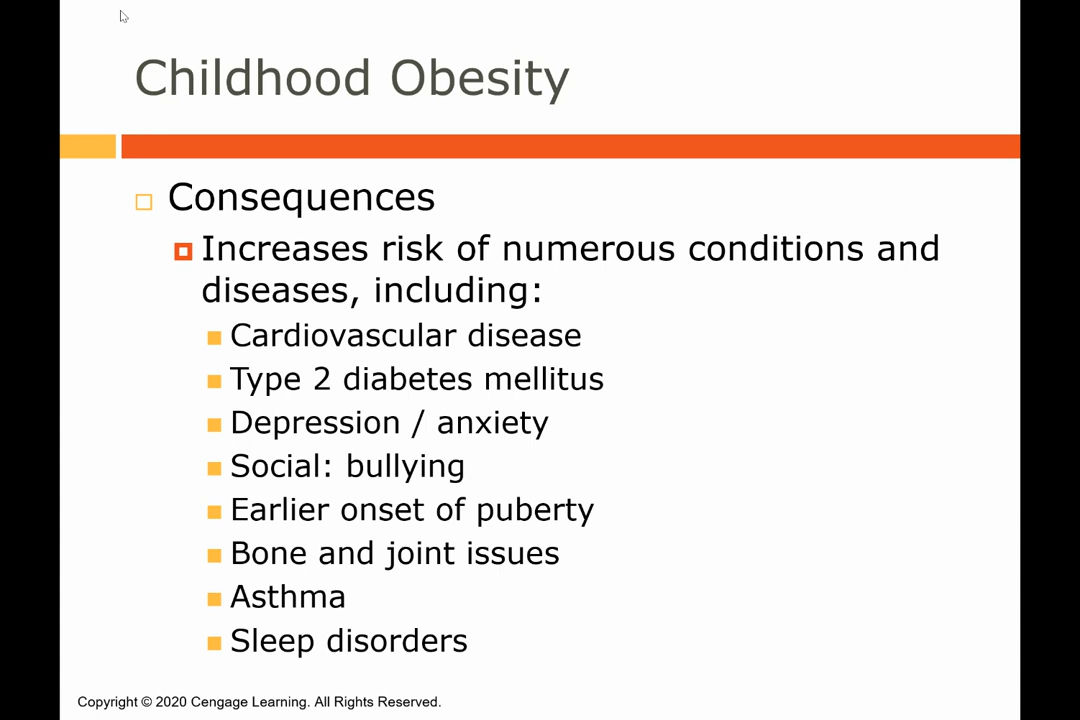 Childhood Obesity
Consequences
Increases risk of numerous conditions and
diseases, including:
Cardiovascular disease
Type 2 diabetes mellitus
Depression / anxiety
Social: bullying
Earlier onset of puberty
Bone and joint issues
Asthma
Sleep disorders
Copyright © 2020 Cengage Learning. All Rights Reserved.